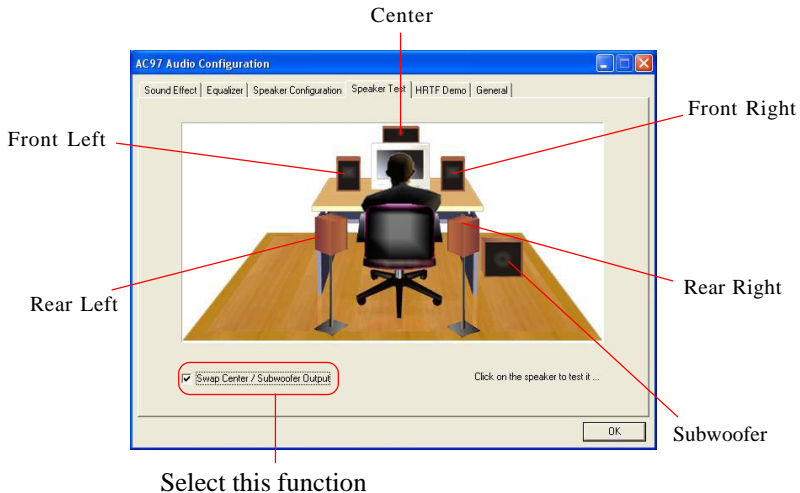 Center
AC97 Audio Configuration
Sound Effect Equalizer Speaker Configuration Speaker Test HRTF Demo General
Front Right
Front Left
Rear Right
Rear Left
Swap Center / Subwoofer Output
Click on the speaker to test it ...
OK
Subwoofer
Select this function